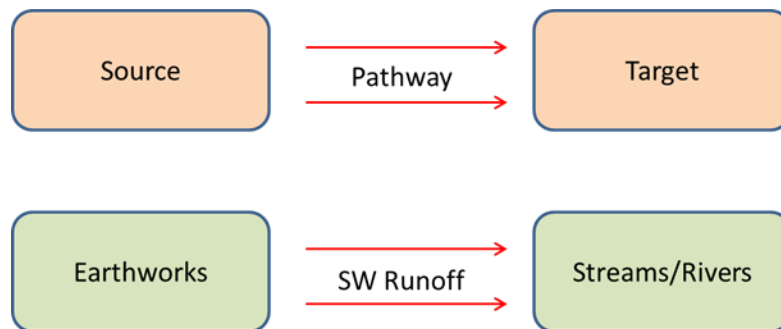 Source
Pathway
Target
Earthworks
SW Runoff
Streams/Rivers